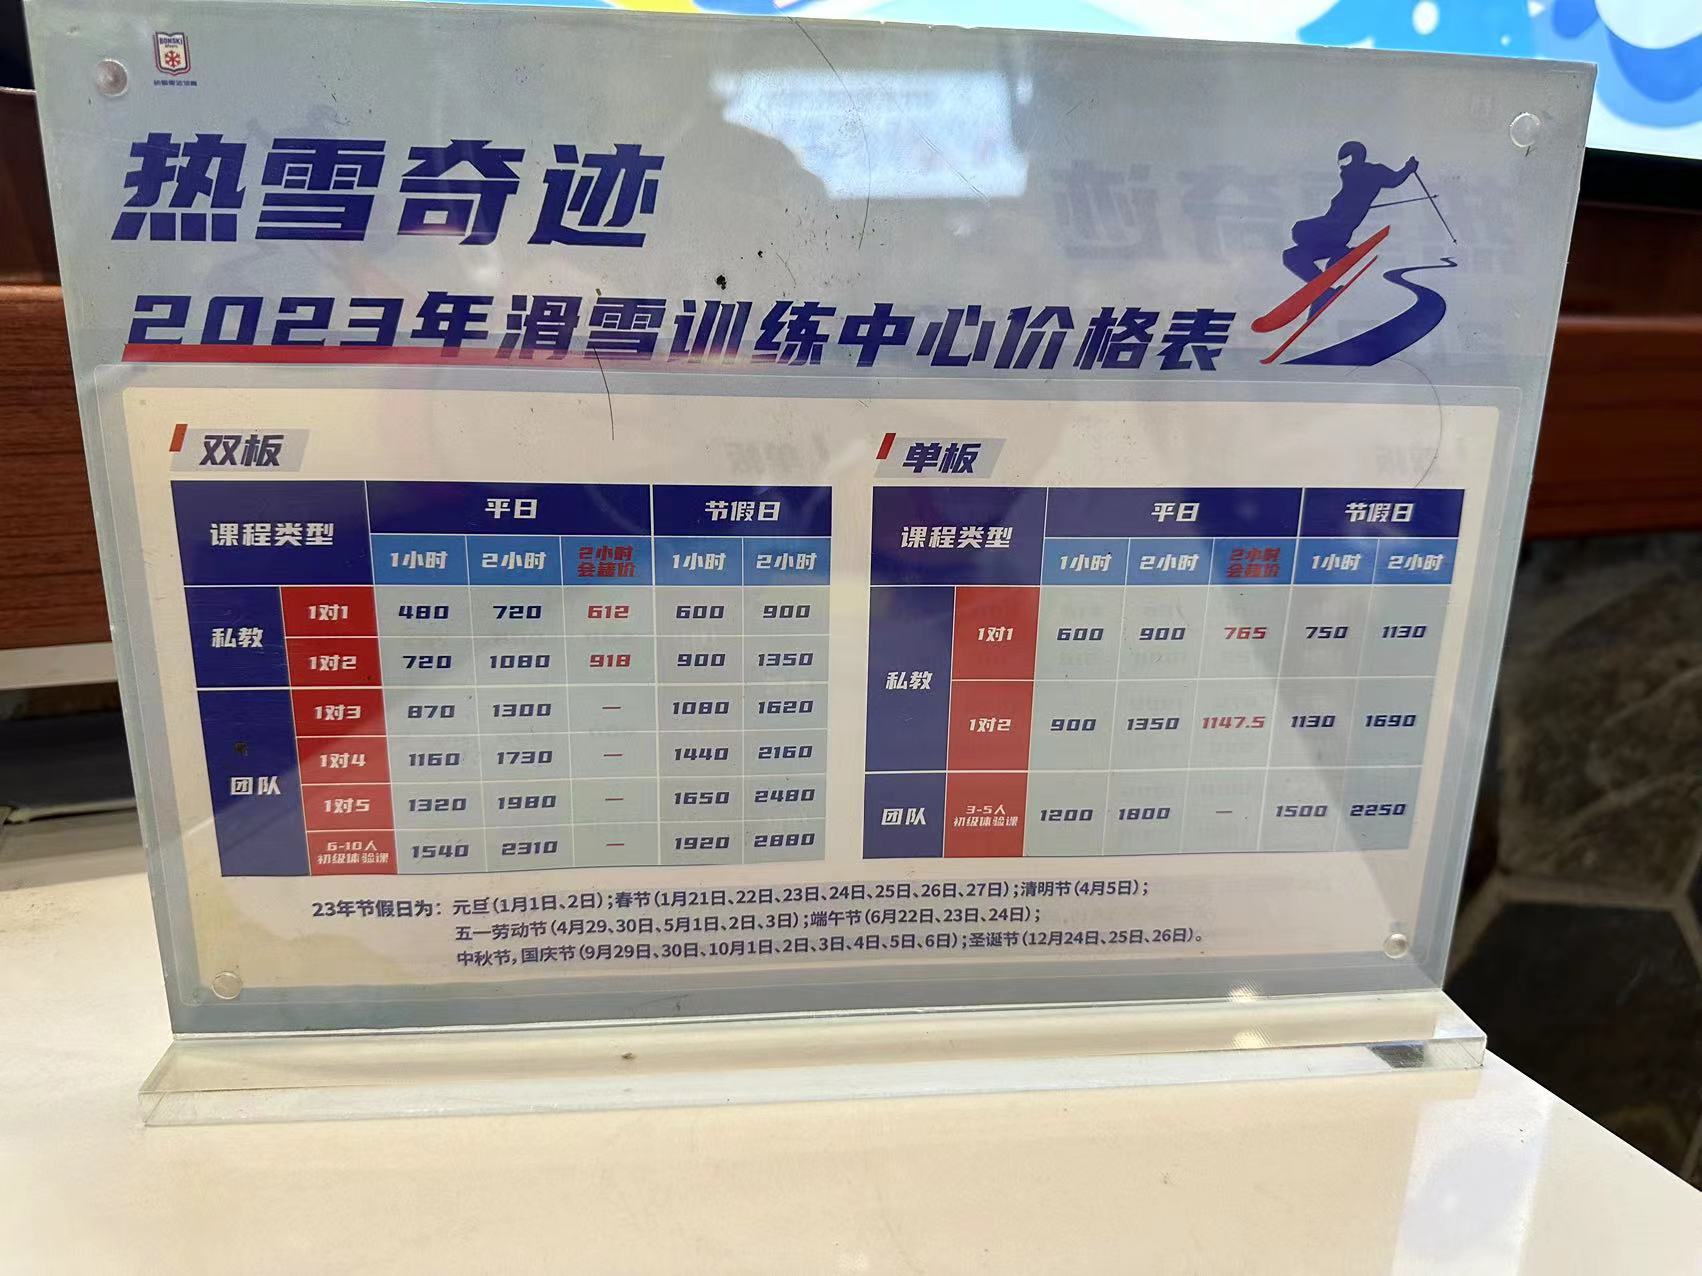 BONSKI
热雪奇迹
2023年滑雪训练中心价格表
双板
课程类型 平日 节假日
1小时 2小时 2小时会籍价 1小时 2小时
私教 1对1 480 720 612 600 900
1对2 720 1080 918 900 1350
团队 1对3 870 1300 — 1080 1620
1对4 1160 1730 — 1440 2160
1对5 1320 1980 — 1650 2480
6-10人初级体验课 1540 2310 — 1920 2880
单板
课程类型 平日 节假日
1小时 2小时 2小时会籍价 1小时 2小时
私教 1对1 600 900 765 750 1130
1对2 900 1350 1147.5 1130 1690
团队 3-5人初级体验课 1200 1800 — 1500 2250
23年节假日为：元旦(1月1日、2日)；春节(1月21日、22日、23日、24日、25日、26日、27日)；清明节(4月5日)；
五一劳动节(4月29、30日、5月1日、2日、3日)；端午节(6月22日、23日、24日)；
中秋节，国庆节(9月29日、30日、10月1日、2日、3日、4日、5日、6日)；圣诞节(12月24日、25日、26日)。